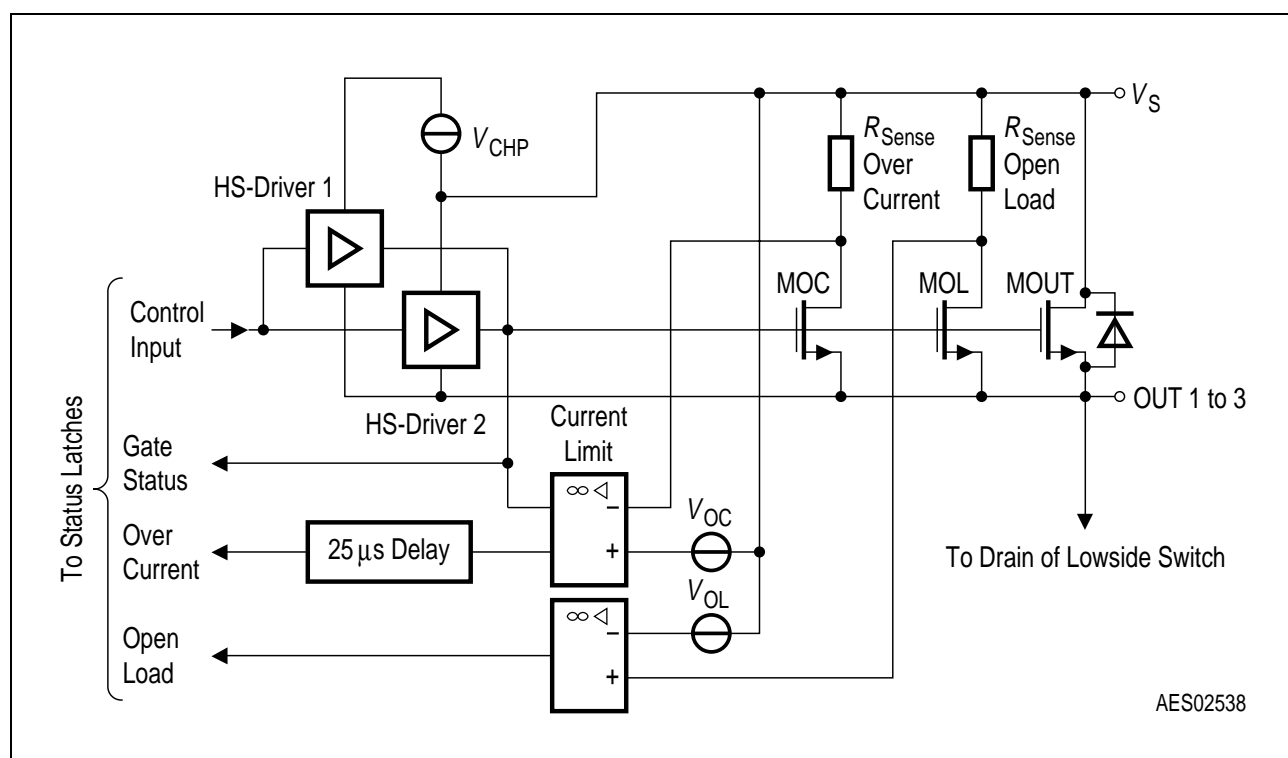 V_S
R_Sense
Over
Current
R_Sense
Open
Load
V_CHP
HS-Driver 1
MOC
MOL
MOUT
Control
Input
HS-Driver 2
OUT 1 to 3
Current
Limit
To Status Latches
Gate
Status
∞ ◁
−
+
V_OC
Over
Current
25 µs Delay
To Drain of Lowside Switch
V_OL
∞ ◁
−
+
Open
Load
AES02538